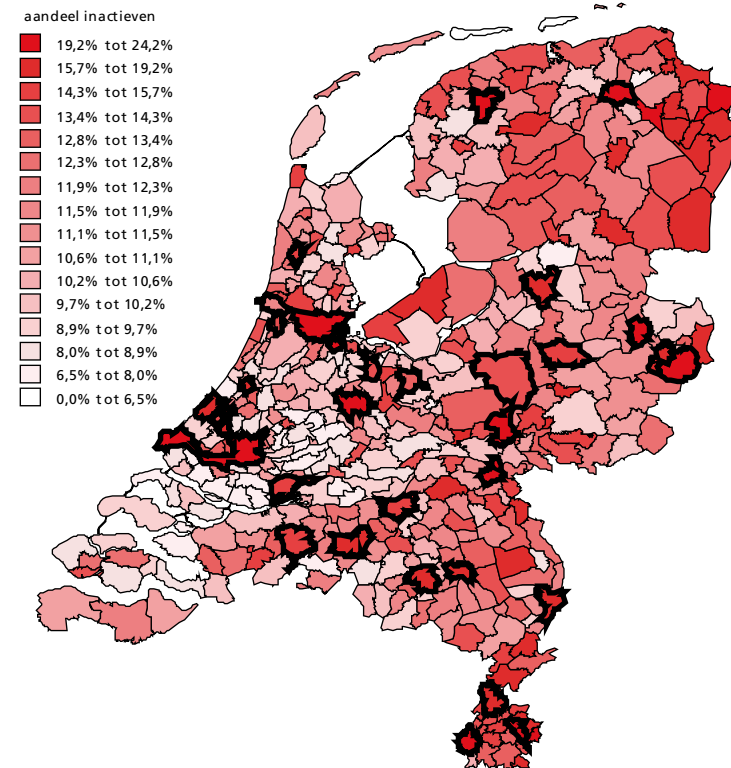 aandeel inactieven
19,2% tot 24,2%
15,7% tot 19,2%
14,3% tot 15,7%
13,4% tot 14,3%
12,8% tot 13,4%
12,3% tot 12,8%
11,9% tot 12,3%
11,5% tot 11,9%
11,1% tot 11,5%
10,6% tot 11,1%
10,2% tot 10,6%
9,7% tot 10,2%
8,9% tot 9,7%
8,0% tot 8,9%
6,5% tot 8,0%
0,0% tot 6,5%